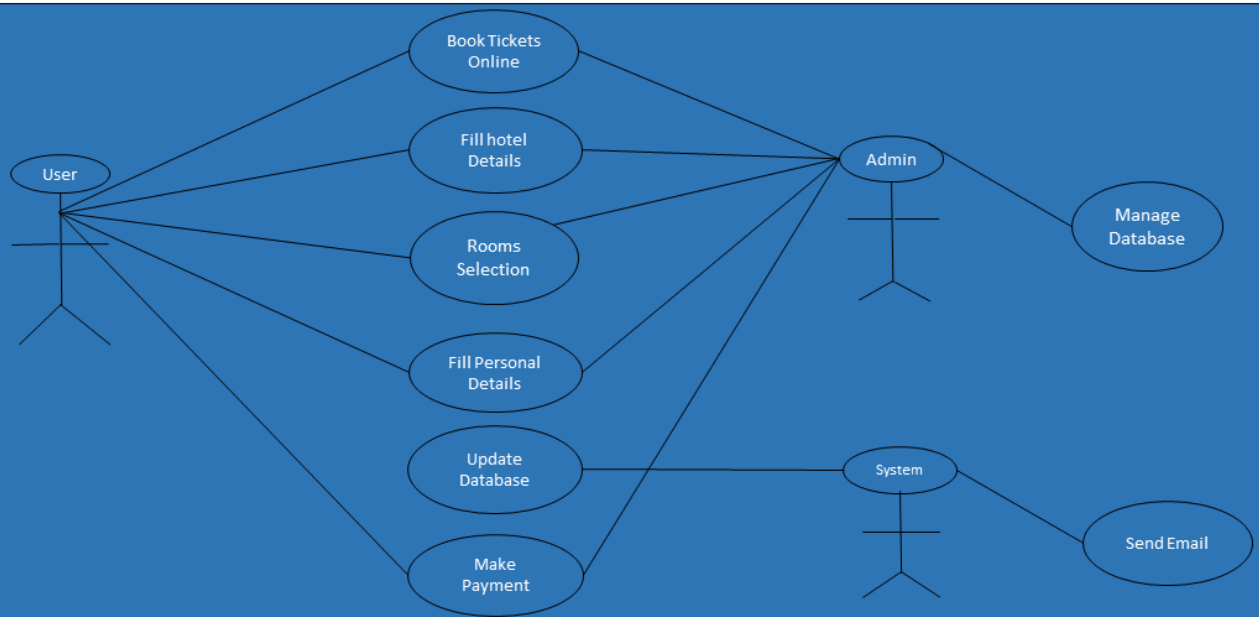 Book Tickets
Online
Fill hotel
Details
User
Admin
Rooms
Selection
Manage
Database
Fill Personal
Details
Update
Database
System
Send Email
Make
Payment